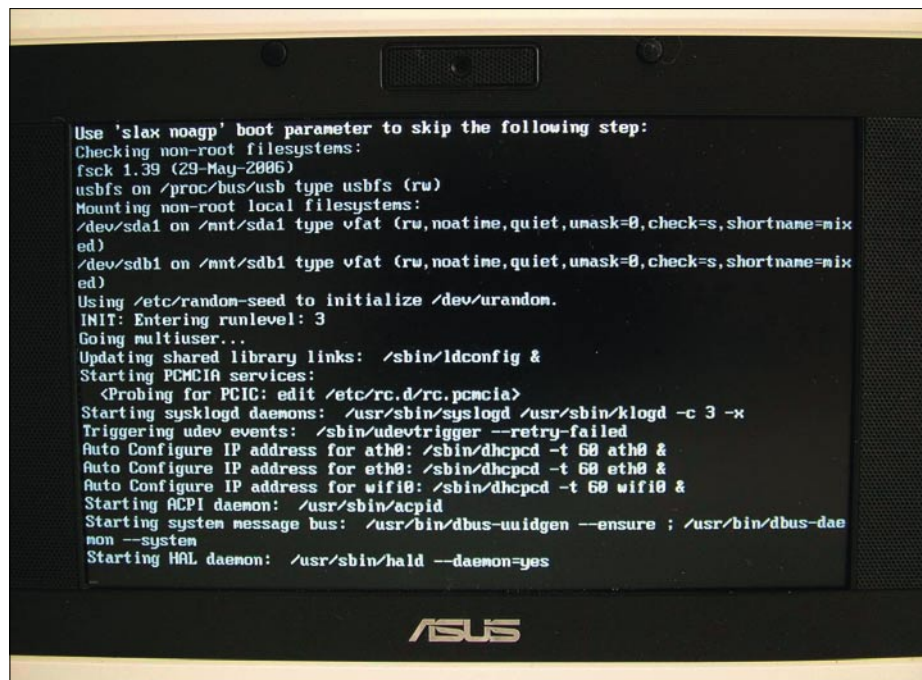 Use 'slax noagp' boot parameter to skip the following step:
Checking non-root filesystems:
fsck 1.39 (29-May-2006)
usbfs on /proc/bus/usb type usbfs (rw)
Mounting non-root local filesystems:
/dev/sda1 on /mnt/sda1 type vfat (rw,noatime,quiet,umask=0,check=s,shortname=mix
ed)
/dev/sdb1 on /mnt/sdb1 type vfat (rw,noatime,quiet,umask=0,check=s,shortname=mix
ed)
Using /etc/random-seed to initialize /dev/urandom.
INIT: Entering runlevel: 3
Going multiuser...
Updating shared library links:  /sbin/ldconfig &
Starting PCMCIA services:
  <Probing for PCIC: edit /etc/rc.d/rc.pcmcia>
Starting sysklogd daemons:  /usr/sbin/syslogd /usr/sbin/klogd -c 3 -x
Triggering udev events:  /sbin/udevtrigger --retry-failed
Auto Configure IP address for ath0: /sbin/dhcpcd -t 60 ath0 &
Auto Configure IP address for eth0: /sbin/dhcpcd -t 60 eth0 &
Auto Configure IP address for wifi0: /sbin/dhcpcd -t 60 wifi0 &
Starting ACPI daemon:  /usr/sbin/acpid
Starting system message bus:  /usr/bin/dbus-uuidgen --ensure ; /usr/bin/dbus-dae
mon --system
Starting HAL daemon:  /usr/sbin/hald --daemon=yes
ASUS